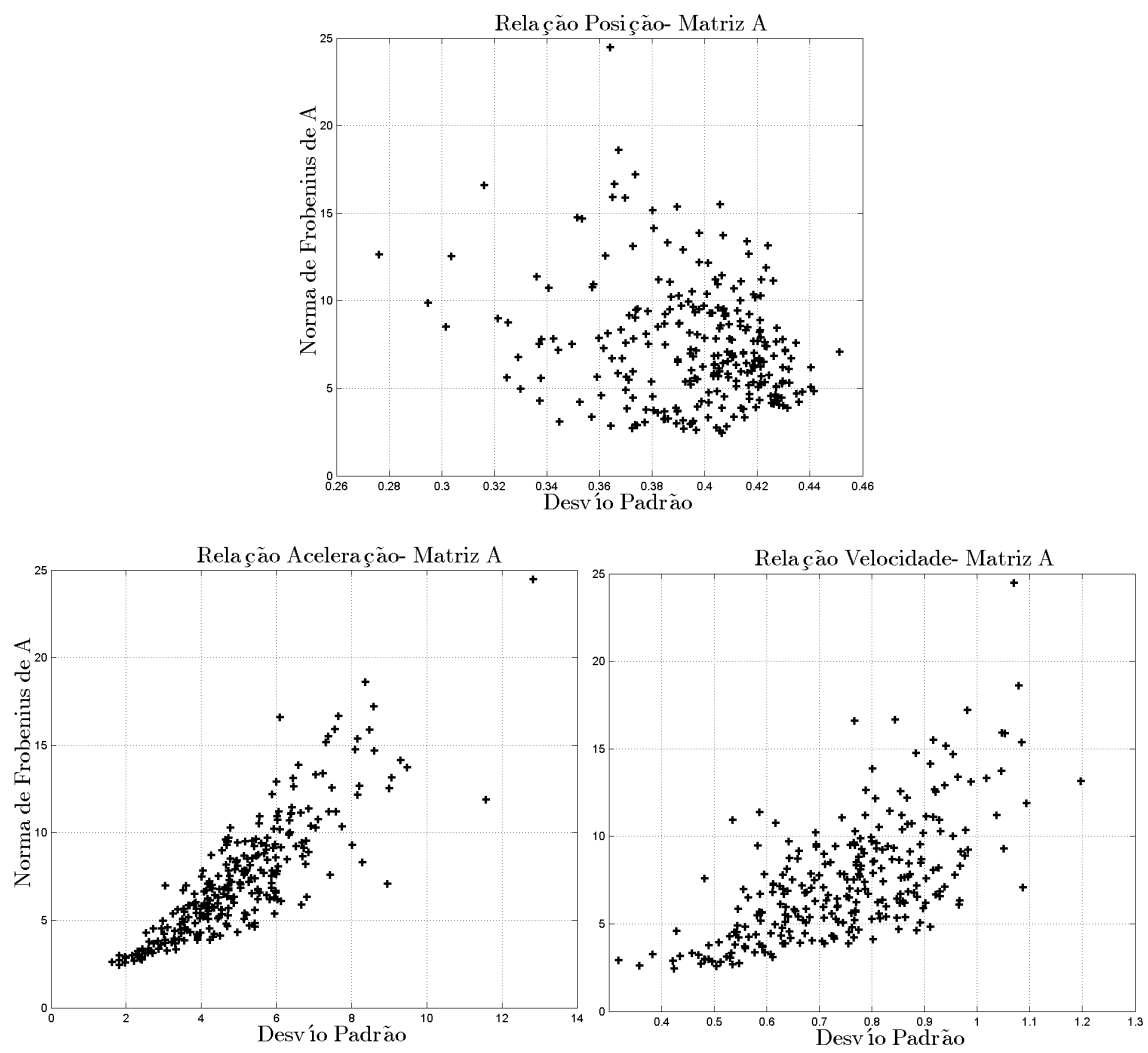 Relação Posição- Matriz A
Norma de Frobenius de A
25
20
15
10
5
0
0.26 0.28 0.3 0.32 0.34 0.36 0.38 0.4 0.42 0.44 0.46
Desvío Padrão
Relação Aceleração- Matriz A
Norma de Frobenius de A
25
20
15
10
5
0
0 2 4 6 8 10 12 14
Desvío Padrão
Relação Velocidade- Matriz A
25
20
15
10
5
0
0.4 0.5 0.6 0.7 0.8 0.9 1 1.1 1.2 1.3
Desvío Padrão